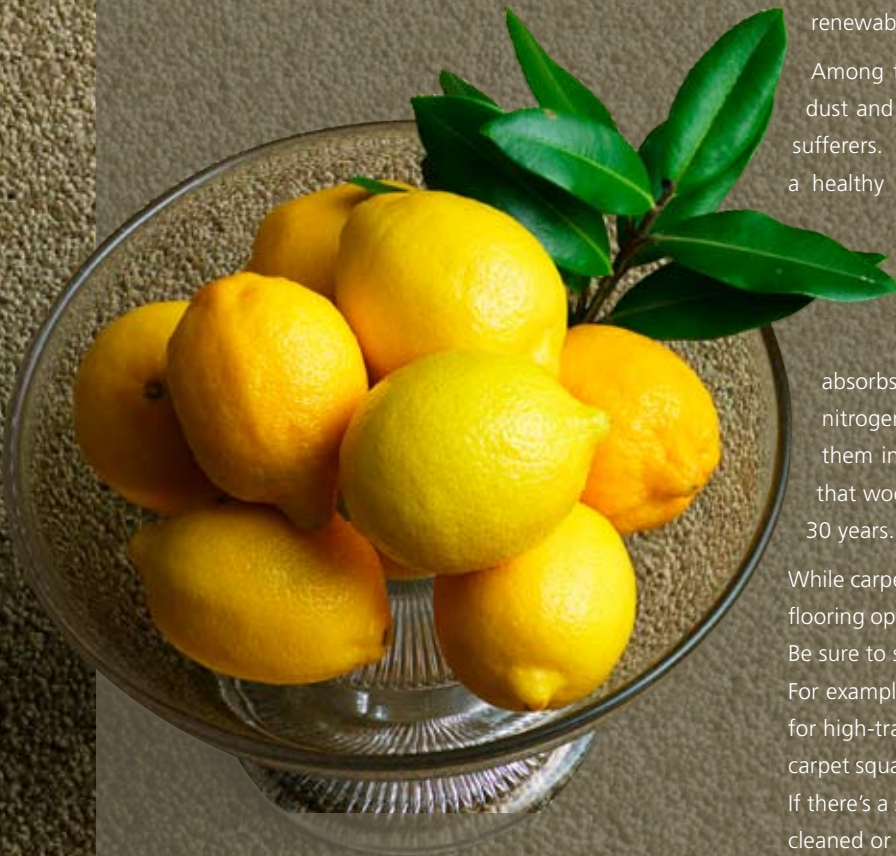 renewab
Among t
dust and
sufferers.
a healthy
absorbs
nitrogen
them in
that woo
30 years.
While carpe
flooring op
Be sure to s
For exampl
for high-tra
carpet squa
If there's a s
cleaned or